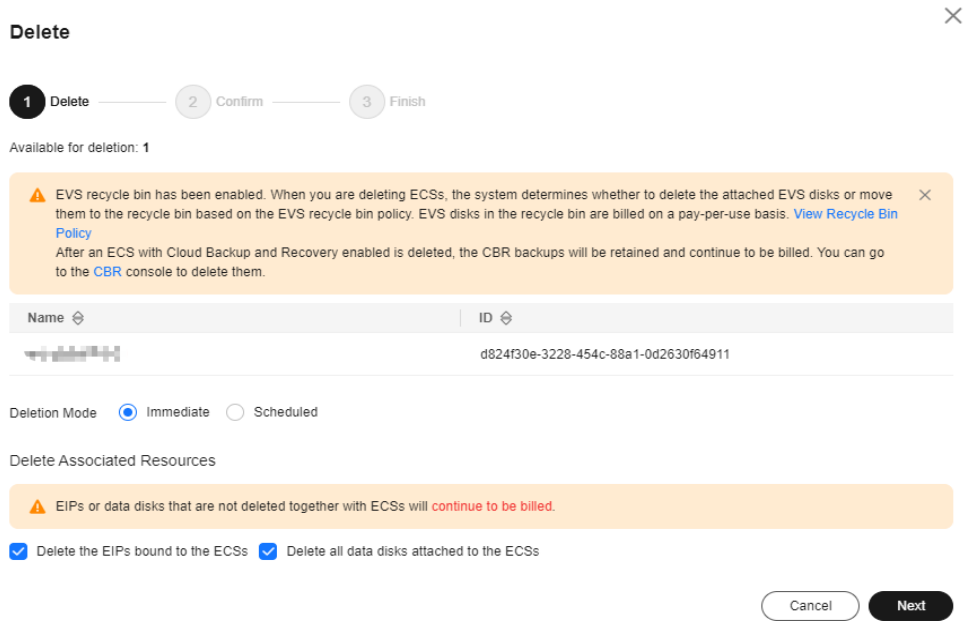 Delete
1 Delete 2 Confirm 3 Finish
Available for deletion: 1
EVS recycle bin has been enabled. When you are deleting ECSs, the system determines whether to delete the attached EVS disks or move
them to the recycle bin based on the EVS recycle bin policy. EVS disks in the recycle bin are billed on a pay-per-use basis. View Recycle Bin
Policy
After an ECS with Cloud Backup and Recovery enabled is deleted, the CBR backups will be retained and continue to be billed. You can go
to the CBR console to delete them.
Name ID
d824f30e-3228-454c-88a1-0d2630f64911
Deletion Mode Immediate Scheduled
Delete Associated Resources
EIPs or data disks that are not deleted together with ECSs will continue to be billed.
Delete the EIPs bound to the ECSs Delete all data disks attached to the ECSs
Cancel Next